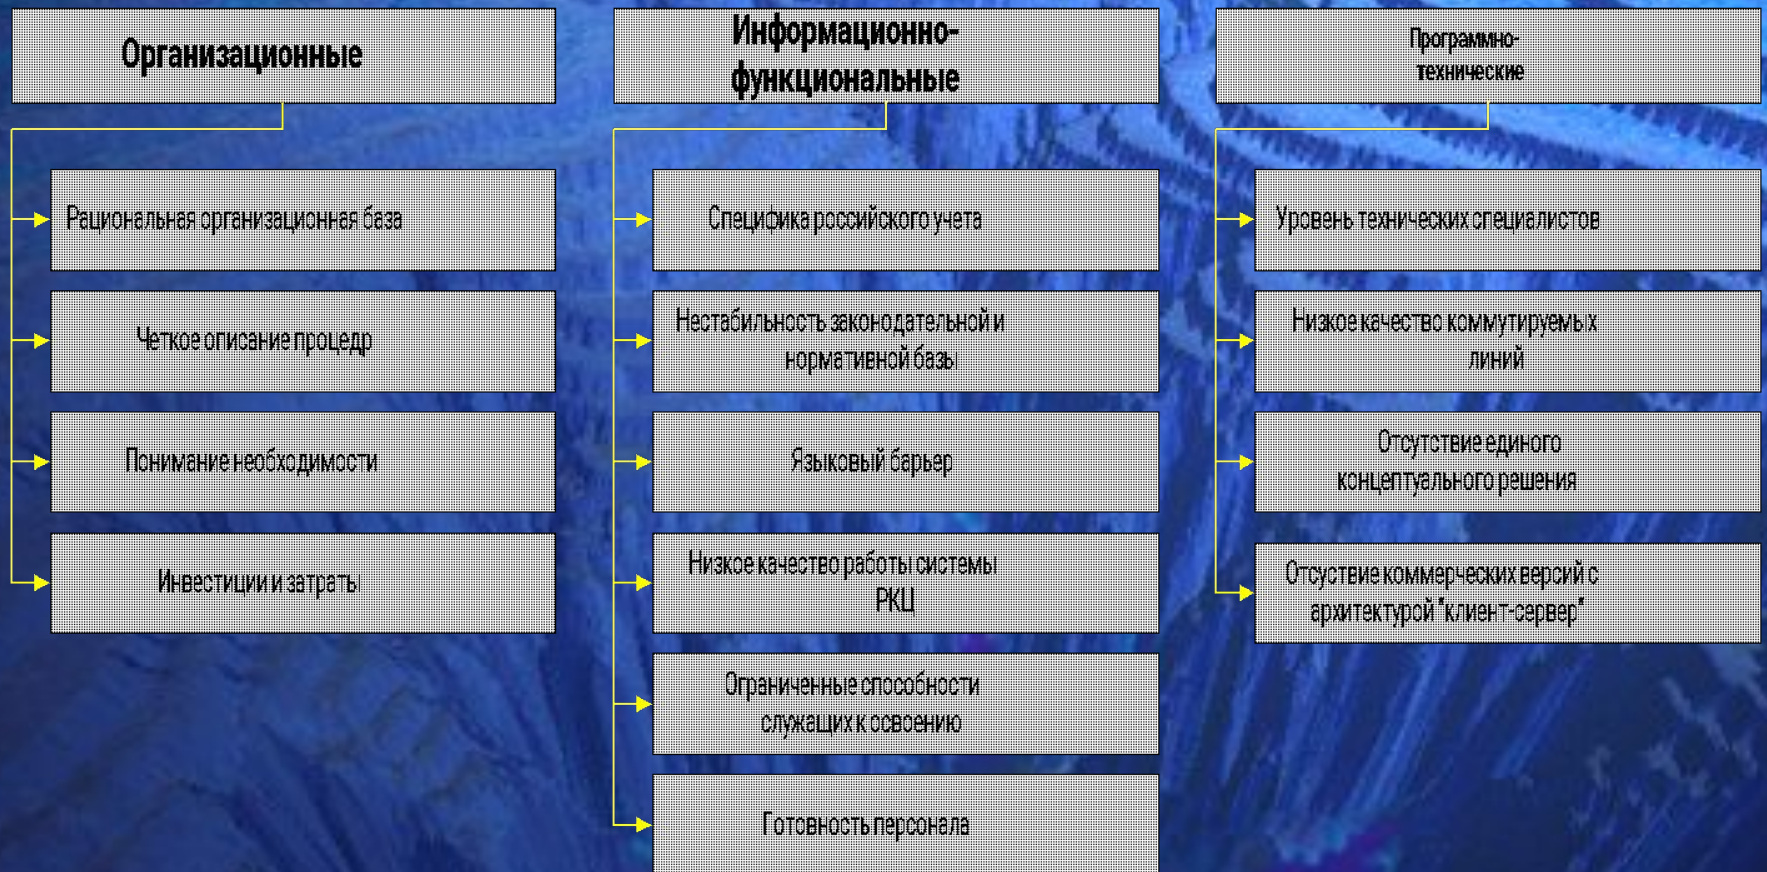 Организационные
Рациональная организационная база
Четкое описание процедр
Понимание необходимости
Инвестиции и затраты
Информационно-
функциональные
Специфика российского учета
Нестабильность законодательной и
нормативной базы
Языковый барьер
Низкое качество работы системы
РКЦ
Ограниченные способности
служащих к освоению
Готовность персонала
Программно-
технические
Уровень технических специалистов
Низкое качество коммутируемых
линий
Отсутствие единого
концептуального решения
Отсуствие коммерческих версий с
архитектурой "клиент-сервер"